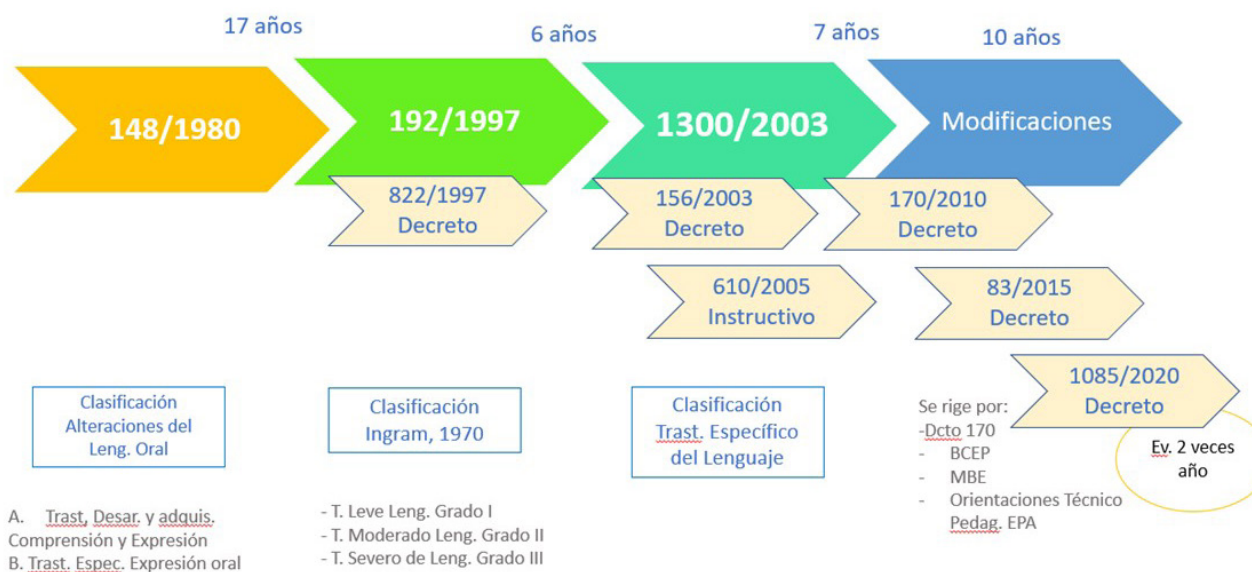 17 años
6 años
7 años
10 años
148/1980
192/1997
1300/2003
Modificaciones
822/1997
Decreto
156/2003
Decreto
170/2010
Decreto
610/2005
Instructivo
83/2015
Decreto
1085/2020
Decreto
Clasificación
Alteraciones del
Leng. Oral
Clasificación
Ingram, 1970
Clasificación
Trast. Específico
del Lenguaje
Se rige por:
-Dcto 170
- BCEP
- MBE
- Orientaciones Técnico
Pedag. EPA
Ev. 2 veces
año
A. Trast, Desar. y adquis.
Comprensión y Expresión
B. Trast. Espec. Expresión oral
- T. Leve Leng. Grado I
- T. Moderado Leng. Grado II
- T. Severo de Leng. Grado III